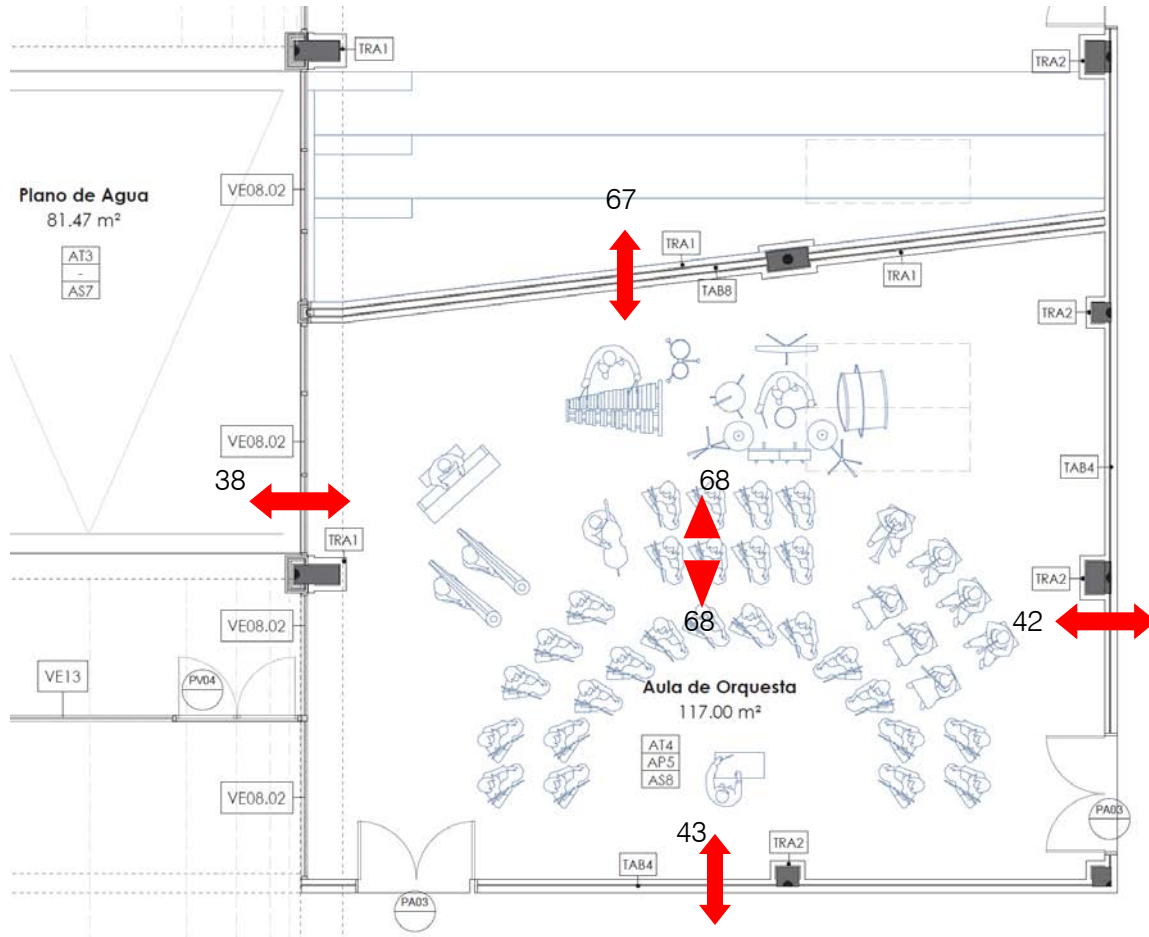 TRA1
TRA2
Plano de Agua
81.47 m²
AT3
-
AS7
VE08.02
67
TRA1
TAB8
TRA1
TRA2
VE08.02
38
68
TAB4
TRA1
TRA2
68
42
VE08.02
VE13
PV04
Aula de Orquesta
117.00 m²
AT4
AP5
AS8
VE08.02
43
TRA2
PA03
TAB4
PA03